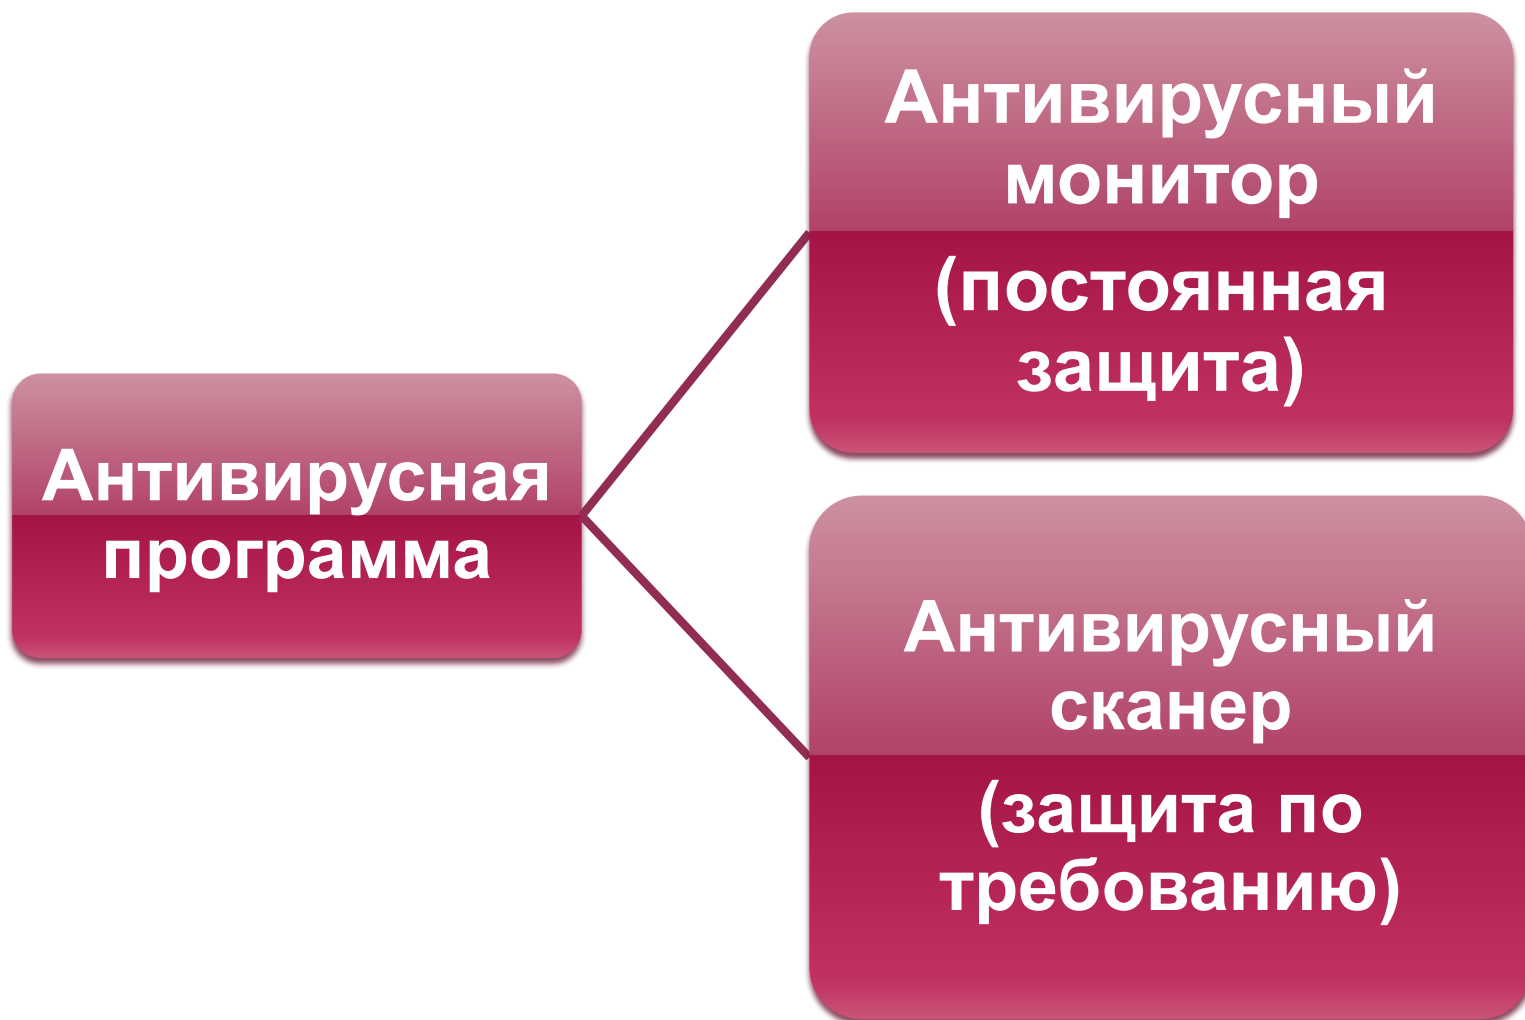 Антивирусная
программа
Антивирусный
монитор
(постоянная
защита)
Антивирусный
сканер
(защита по
требованию)